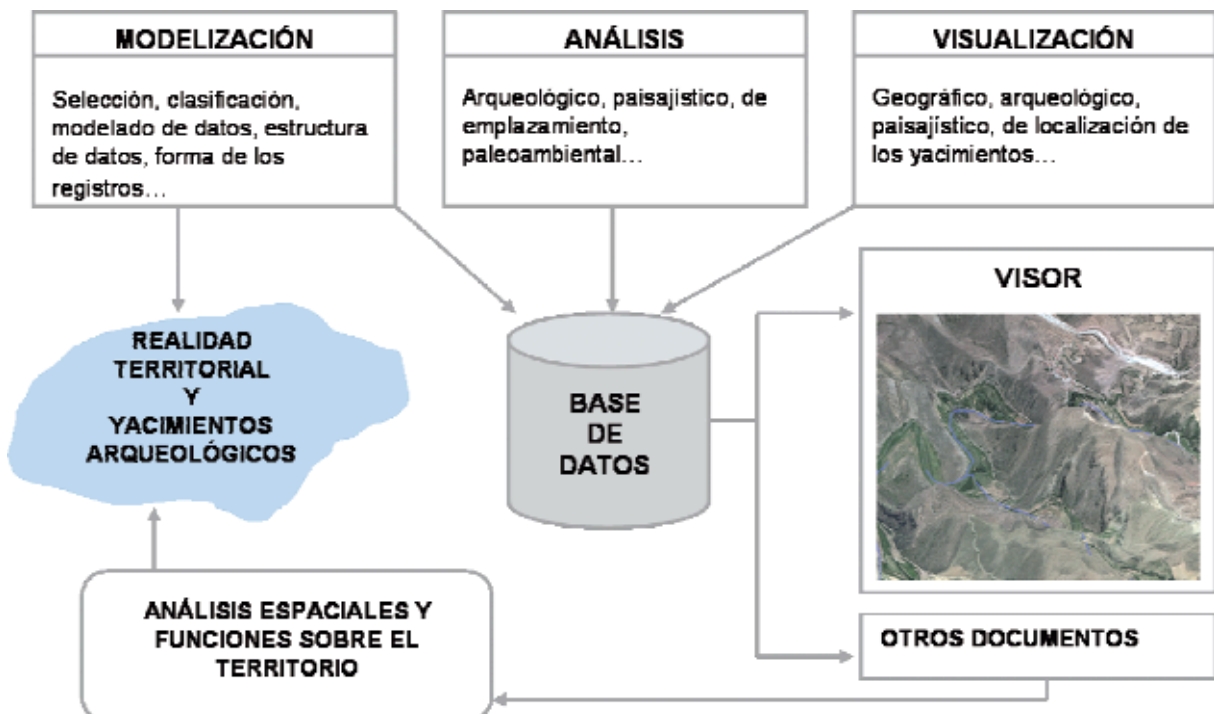 MODELIZACIÓN
Selección, clasificación,
modelado de datos, estructura
de datos, forma de los
registros…
ANÁLISIS
Arqueológico, paisajístico, de
emplazamiento,
paleoambiental…
VISUALIZACIÓN
Geográfico, arqueológico,
paisajístico, de localización de
los yacimientos…
REALIDAD
TERRITORIAL
Y
YACIMIENTOS
ARQUEOLÓGICOS
BASE
DE
DATOS
VISOR
ANÁLISIS ESPACIALES Y
FUNCIONES SOBRE EL
TERRITORIO
OTROS DOCUMENTOS